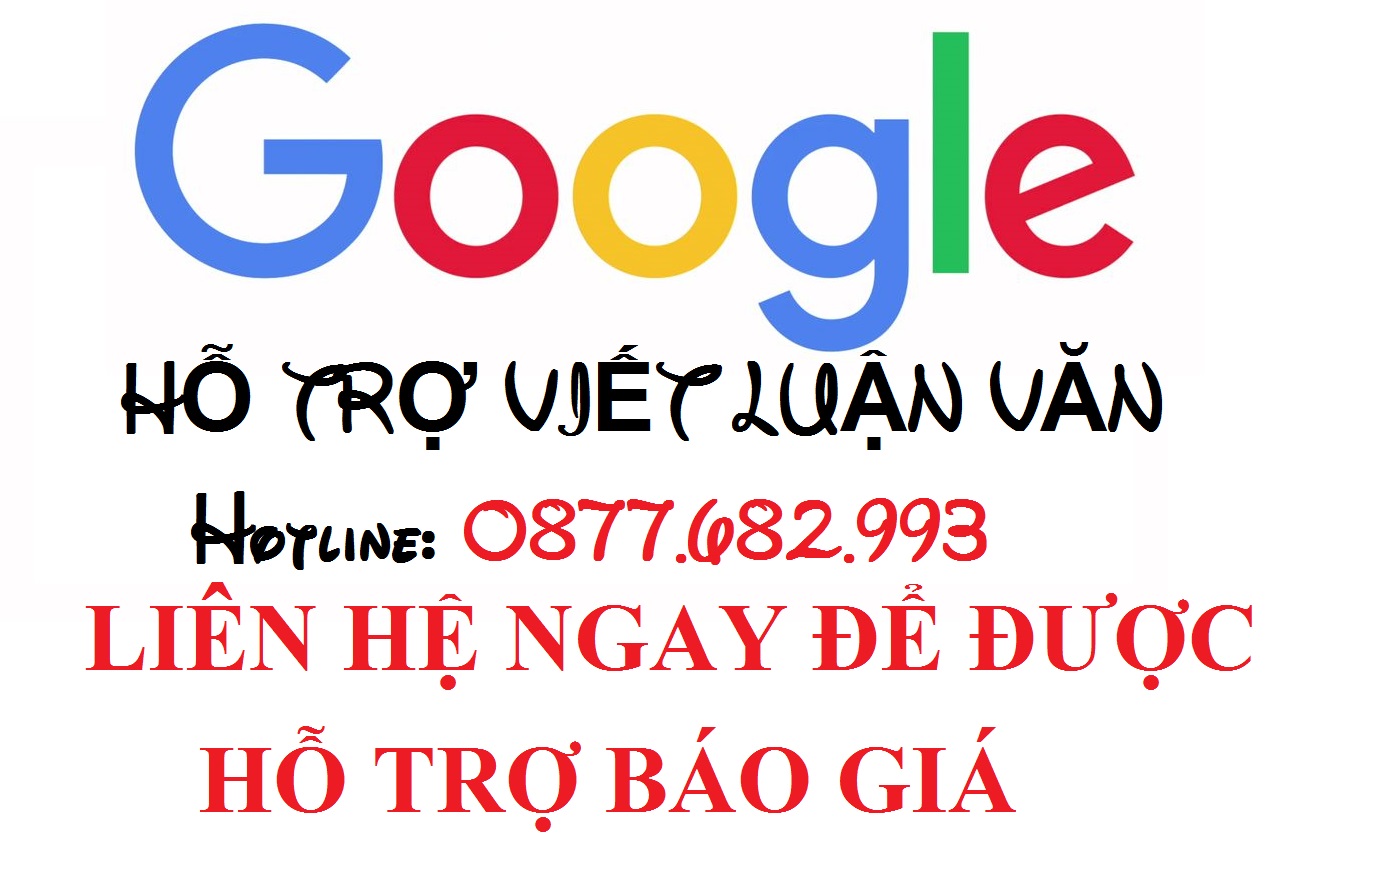 Google
HỖ TRỢ VIẾT LUẬN VĂN
HOTLINE: 0877.682.993
LIÊN HỆ NGAY ĐỂ ĐƯỢC
HỖ TRỢ BÁO GIÁ